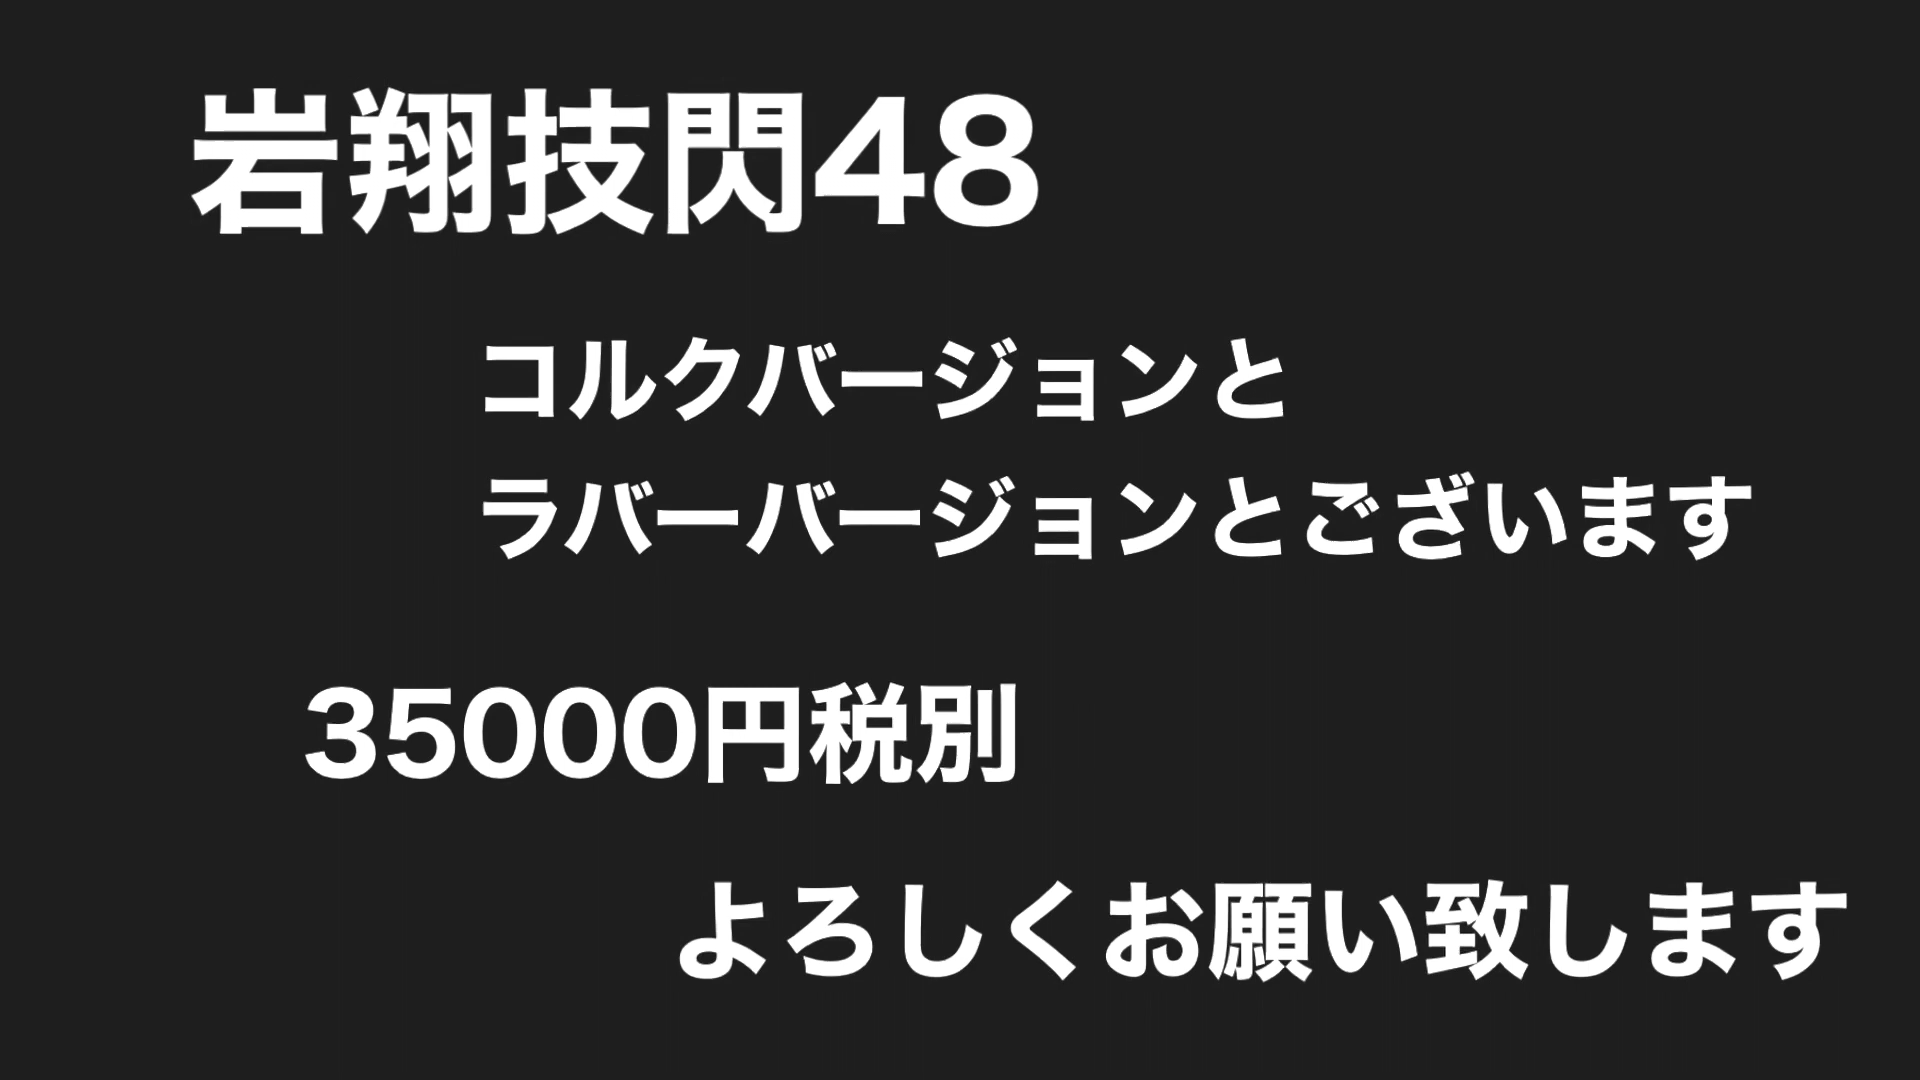 岩翔技閃48
コルクバージョンと
ラバーバージョンとございます
35000円税別
よろしくお願い致します